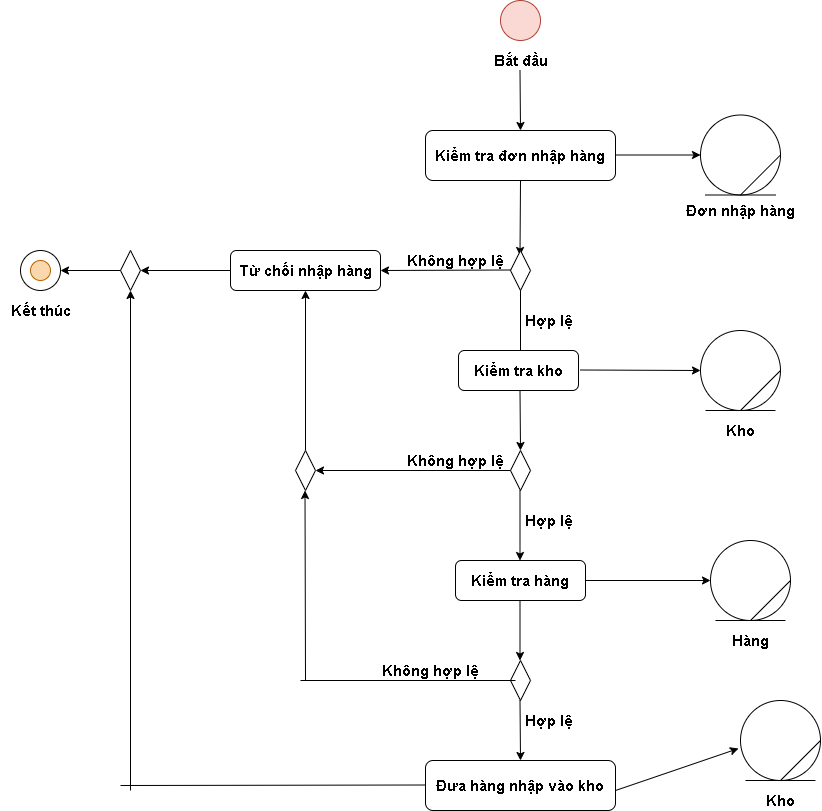 Bắt đầu
Kiểm tra đơn nhập hàng
Đơn nhập hàng
Không hợp lệ
Từ chối nhập hàng
Kết thúc
Hợp lệ
Kiểm tra kho
Kho
Không hợp lệ
Hợp lệ
Kiểm tra hàng
Hàng
Không hợp lệ
Hợp lệ
Đưa hàng nhập vào kho
Kho